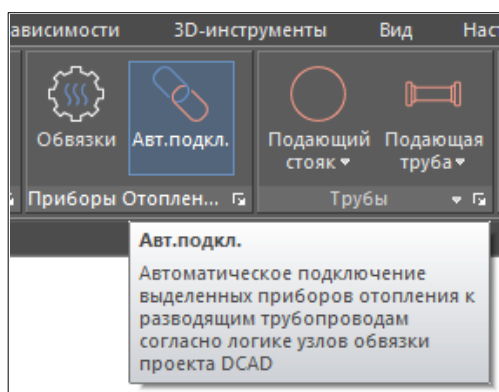 ависимости 3D-инструменты Вид Наст
Обвязки Авт.подкл. Подающий стояк Подающая труба
Приборы Отоплен... Трубы
Авт.подкл.
Автоматическое подключение
выделенных приборов отопления к
разводящим трубопроводам
согласно логике узлов обвязки
проекта DCAD